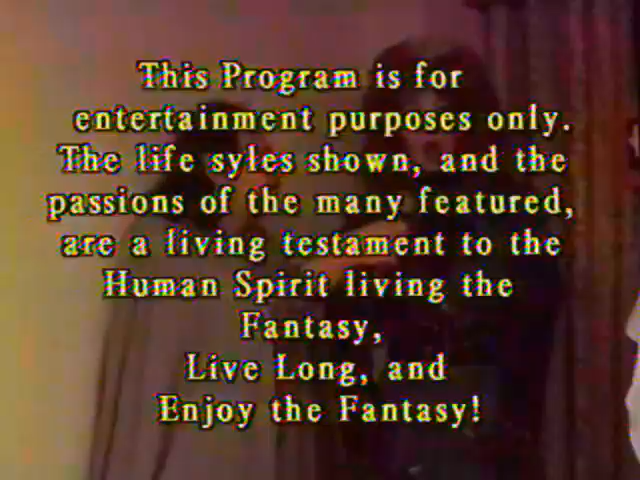 This Program is for
entertainment purposes only.
The life syles shown, and the
passions of the many featured,
are a living testament to the
Human Spirit living the
Fantasy,
Live Long, and
Enjoy the Fantasy!